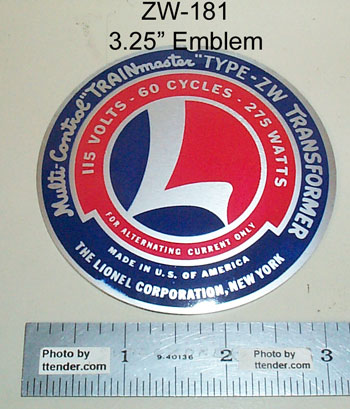 ZW-181
3.25” Emblem
Multi-Control "TRAINmaster" TYPE-ZW TRANSFORMER
115 VOLTS - 60 CYCLES - 275 WATTS
L
FOR ALTERNATING CURRENT ONLY
MADE IN U.S. OF AMERICA
THE LIONEL CORPORATION, NEW YORK
Photo by
ttender.com
1
9-40136
2
Photo by
ttender.com
3